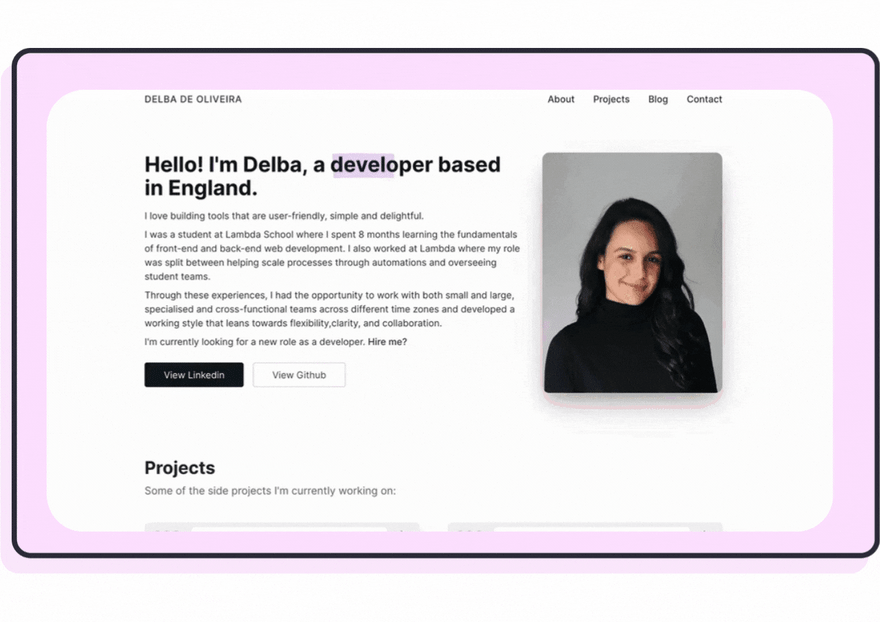 DELBA DE OLIVEIRA
About Projects Blog Contact
Hello! I'm Delba, a developer based
in England.
I love building tools that are user-friendly, simple and delightful.
I was a student at Lambda School where I spent 8 months learning the fundamentals
of front-end and back-end web development. I also worked at Lambda where my role
was split between helping scale processes through automations and overseeing
student teams.
Through these experiences, I had the opportunity to work with both small and large,
specialised and cross-functional teams across different time zones and developed a
working style that leans towards flexibility,clarity, and collaboration.
I'm currently looking for a new role as a developer. Hire me?
View Linkedin View Github
Projects
Some of the side projects I'm currently working on: